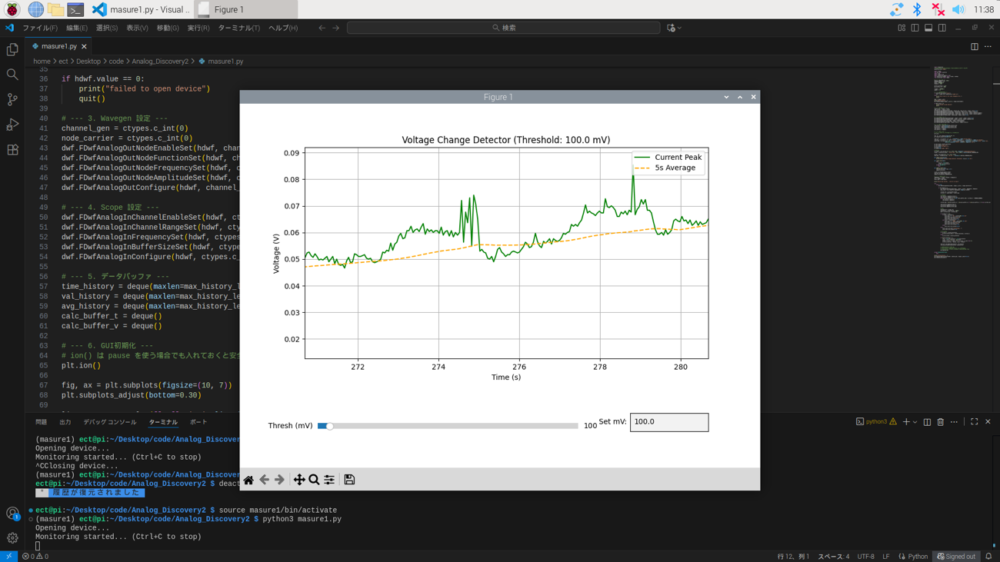 masure1.py - Visual ..
Figure 1
11:38
ファイル(F) 編集(E) 選択(S) 表示(V) 移動(G) 実行(R) ターミナル(T) ヘルプ(H)
検索
masure1.py
home > ect > Desktop > code > Analog_Discovery2 > masure1.py
35
36 if hdwf.value == 0:
37 print("failed to open device")
38 quit()
39
40 # --- 3. Wavegen 設定 ---
41 channel_gen = ctypes.c_int(0)
42 node_carrier = ctypes.c_int(0)
43 dwf.FDwfAnalogOutNodeEnableSet(hdwf, chan
44 dwf.FDwfAnalogOutNodeFunctionSet(hdwf, c
45 dwf.FDwfAnalogOutNodeFrequencySet(hdwf, c
46 dwf.FDwfAnalogOutNodeAmplitudeSet(hdwf, c
47 dwf.FDwfAnalogOutConfigure(hdwf, channel_
48
49 # --- 4. Scope 設定 ---
50 dwf.FDwfAnalogInChannelEnableSet(hdwf, ct
51 dwf.FDwfAnalogInChannelRangeSet(hdwf, cty
52 dwf.FDwfAnalogInFrequencySet(hdwf, ctypes
53 dwf.FDwfAnalogInBufferSizeSet(hdwf, ctype
54 dwf.FDwfAnalogInConfigure(hdwf, ctypes.c_
55
56 # --- 5. データバッファ ---
57 time_history = deque(maxlen=max_history_l
58 val_history = deque(maxlen=max_history_le
59 avg_history = deque(maxlen=max_history_le
60 calc_buffer_t = deque()
61 calc_buffer_v = deque()
62
63 # --- 6. GUI初期化 ---
64 # ion() は pause を使う場合でも入れておくと安全
65 plt.ion()
66
67 fig, ax = plt.subplots(figsize=(10, 7))
68 plt.subplots_adjust(bottom=0.30)
69
Figure 1
Voltage Change Detector (Threshold: 100.0 mV)
Current Peak
5s Average
0.09
0.08
0.07
0.06
0.05
0.04
0.03
0.02
Voltage (V)
272 274 276 278 280
Time (s)
Thresh (mV) 100 Set mV: 100.0
問題 出力 デバッグ コンソール ターミナル ポート
python3
(masure1) ect@pi:~/Desktop/code/Analog_Discover
Opening device...
Monitoring started... (Ctrl+C to stop)
^CClosing device...
(masure1) ect@pi:~/Desktop/code/Analog_Discover
ect@pi:~/Desktop/code/Analog_Discovery2 $ deact
* 履歴が復元されました
ect@pi:~/Desktop/code/Analog_Discovery2 $ source masure1/bin/activate
(masure1) ect@pi:~/Desktop/code/Analog_Discovery2 $ python3 masure1.py
Opening device...
Monitoring started... (Ctrl+C to stop)
1
0 0 行 12、列 1 スペース: 4 UTF-8 LF Python Signed out